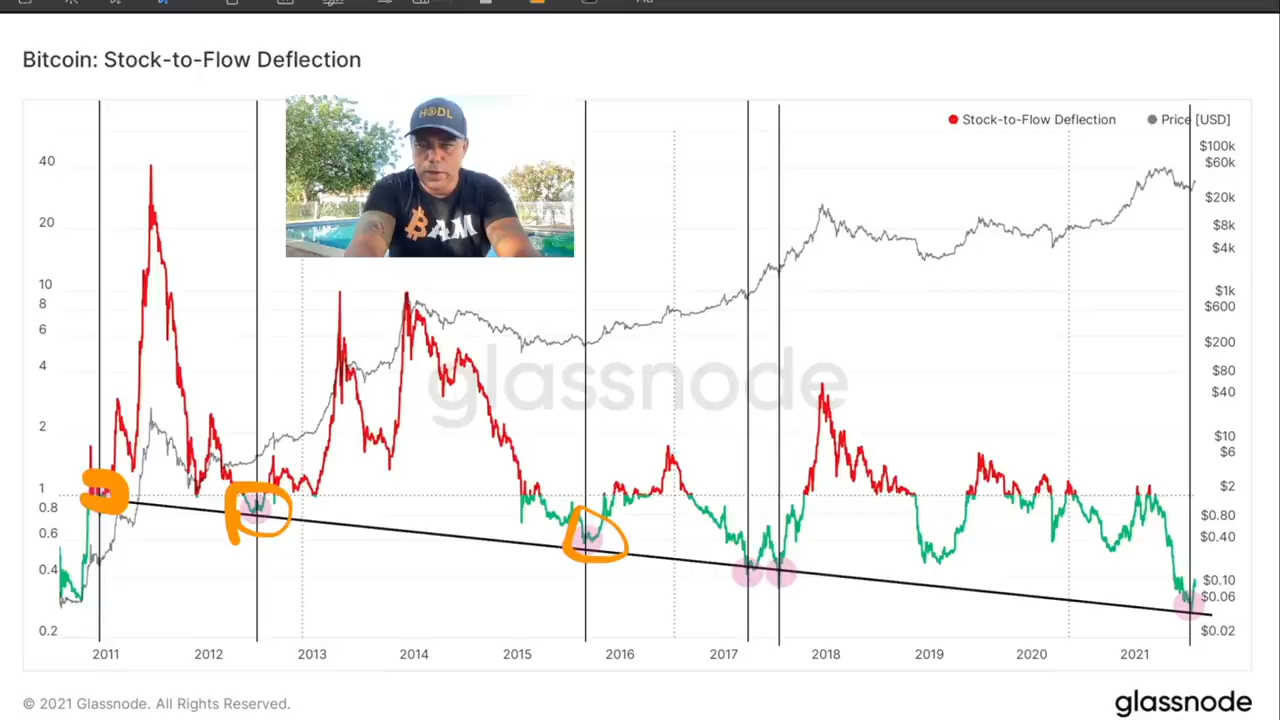 Bitcoin: Stock-to-Flow Deflection
Stock-to-Flow Deflection
Price [USD]
HODL
BAM
40
20
10
8
6
4
2
1
0.8
0.6
0.4
0.2
$100k
$60k
$20k
$8k
$4k
$1k
$600
$200
$80
$40
$10
$6
$2
$0.80
$0.40
$0.10
$0.06
$0.02
glassnode
2011 2012 2013 2014 2015 2016 2017 2018 2019 2020 2021
© 2021 Glassnode. All Rights Reserved.
glassnode